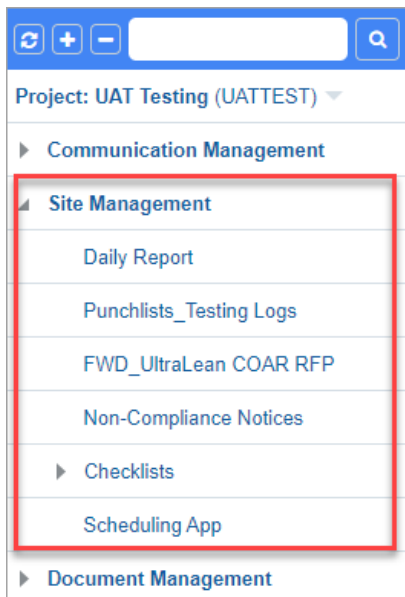 Project: UAT Testing (UATTEST)
Communication Management
Site Management
Daily Report
Punchlists_Testing Logs
FWD_UltraLean COAR RFP
Non-Compliance Notices
Checklists
Scheduling App
Document Management